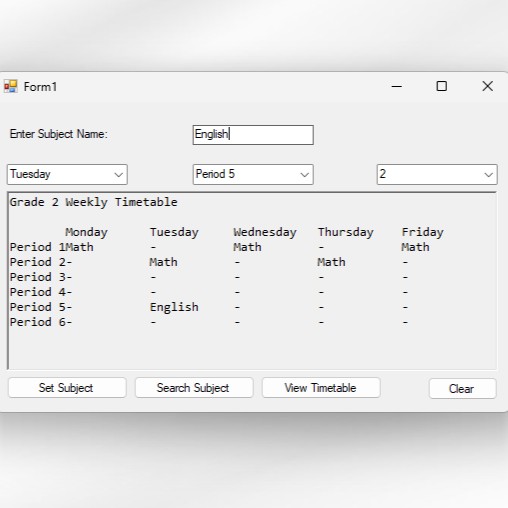 Form1
Enter Subject Name: English
Tuesday Period 5 2
Grade 2 Weekly Timetable
Monday Tuesday Wednesday Thursday Friday
Period 1Math - Math - Math
Period 2- Math - Math -
Period 3- - - - -
Period 4- - - - -
Period 5- English - - -
Period 6- - - - -
Set Subject Search Subject View Timetable Clear